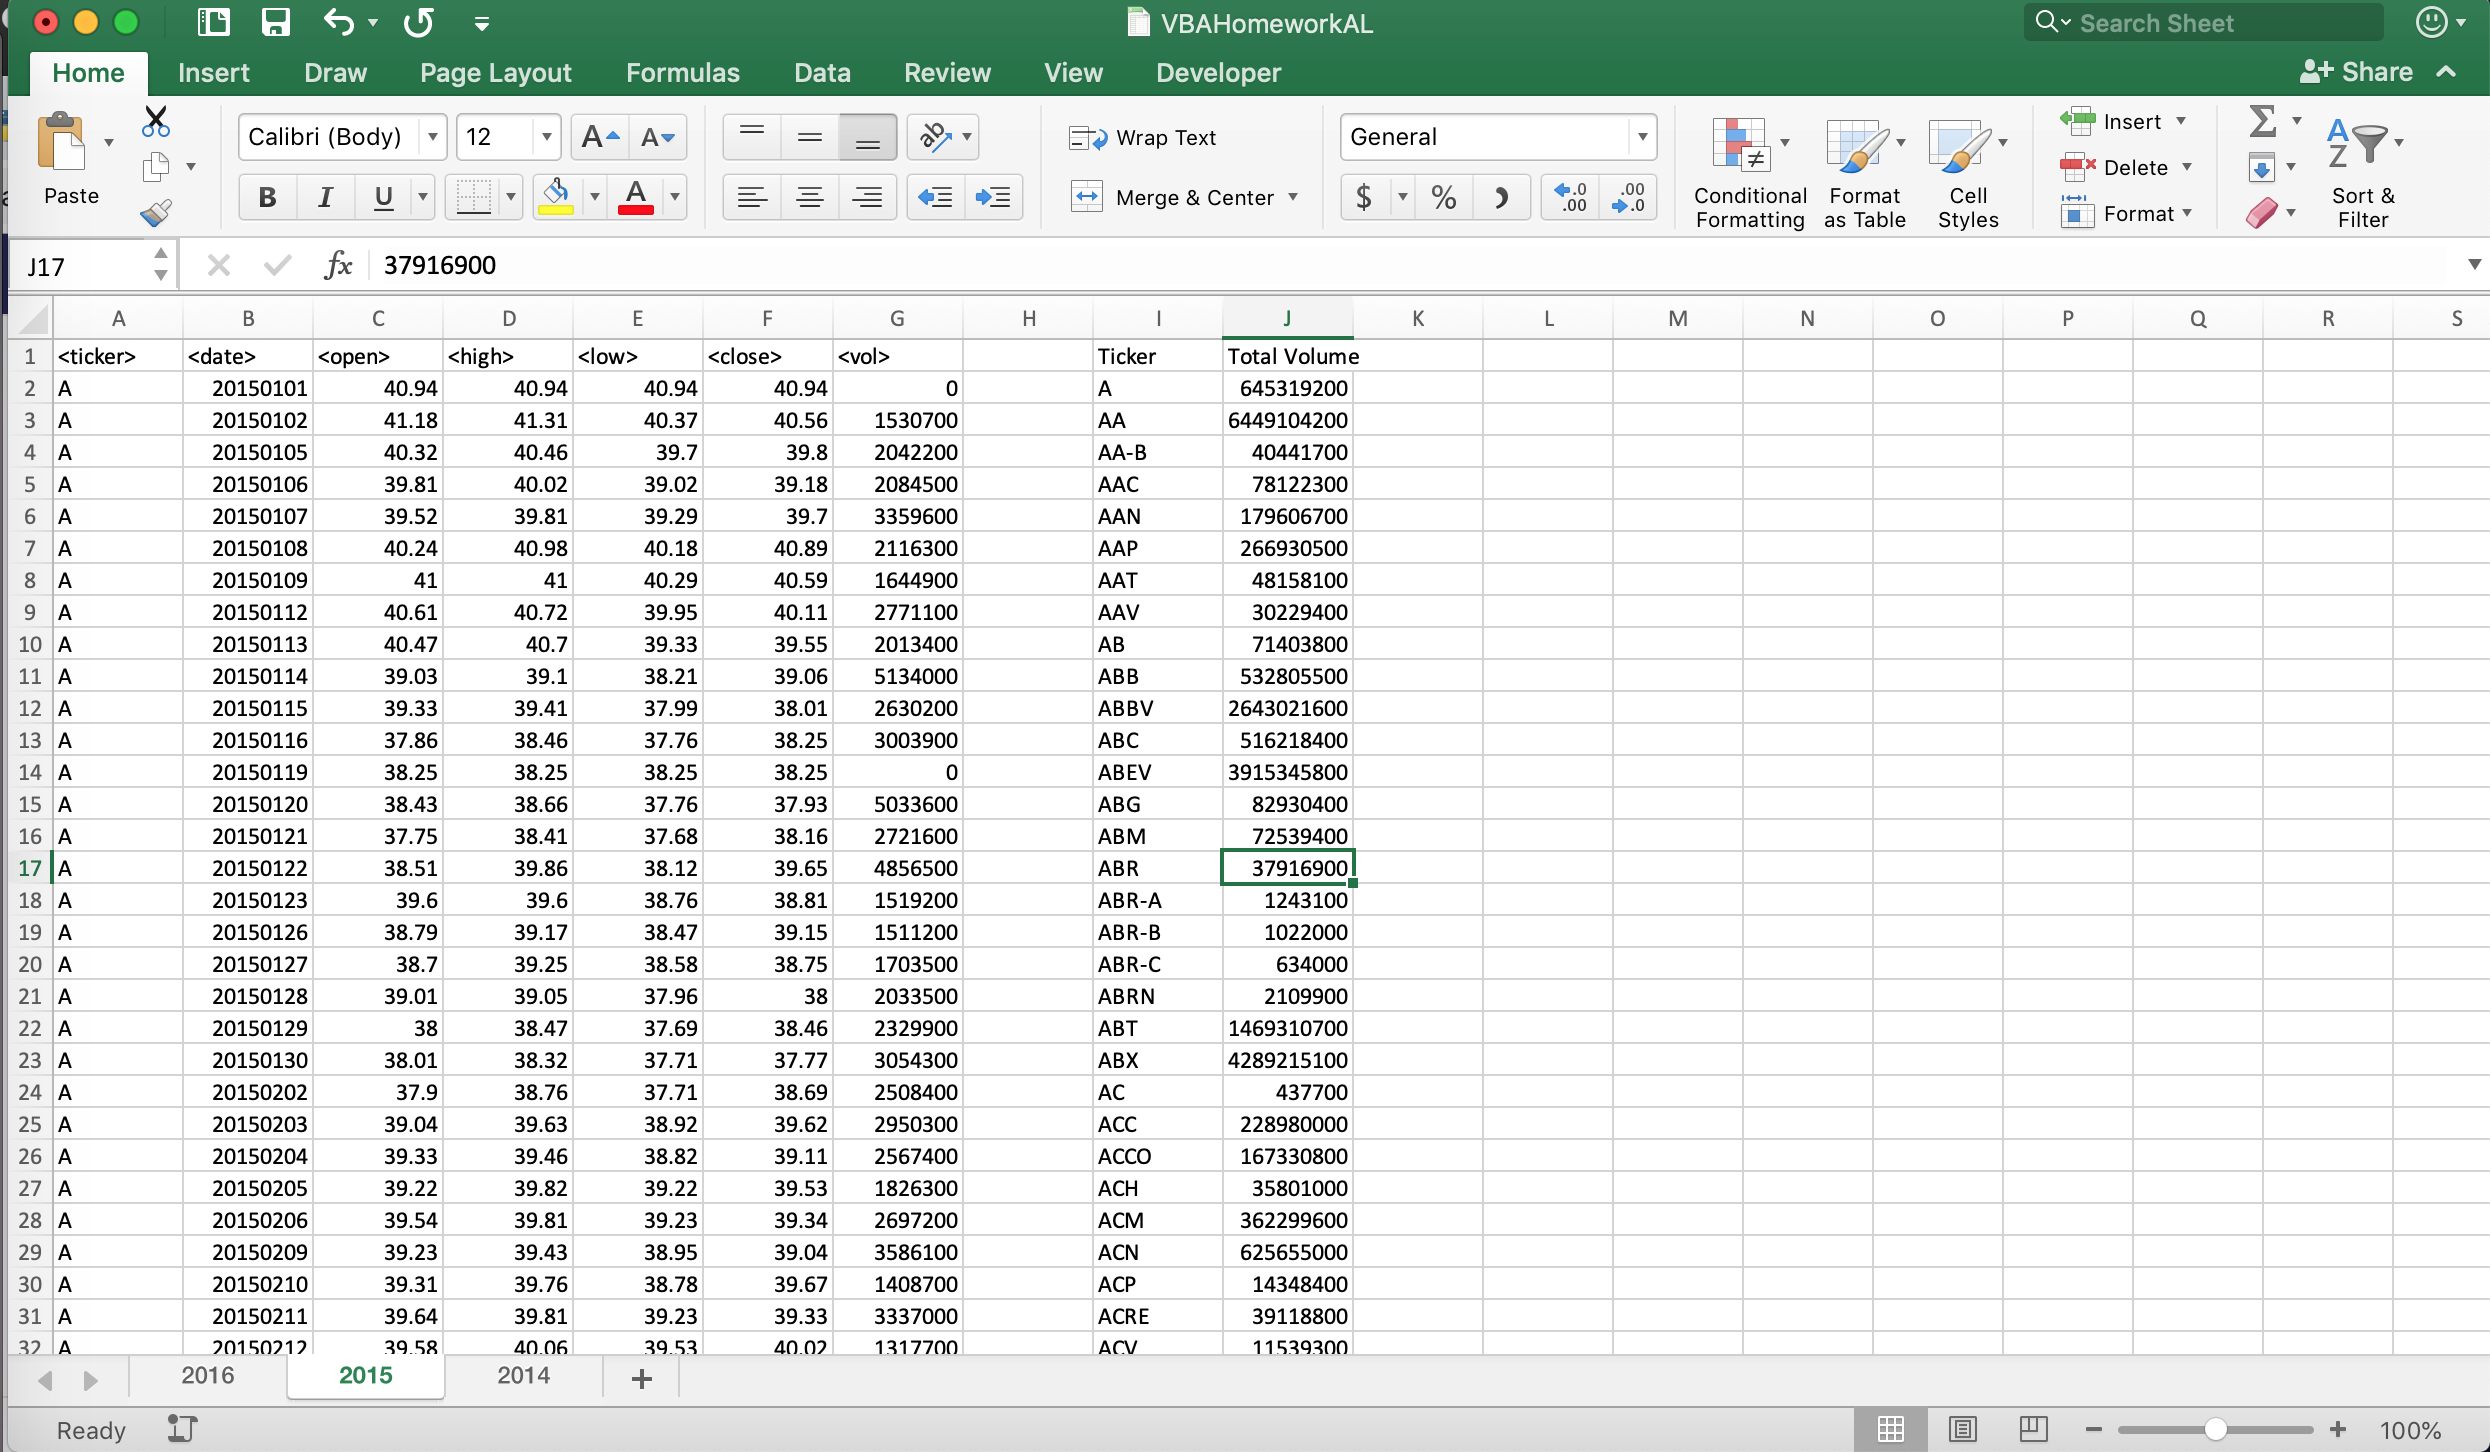 VBAHomeworkAL
Search Sheet
Home Insert Draw Page Layout Formulas Data Review View Developer
Share
Paste
Calibri (Body) 12
B I U
Wrap Text
Merge & Center
General
$ %
Conditional Formatting
Format as Table
Cell Styles
Insert
Delete
Format
Sort & Filter
J17 fx 37916900
A B C D E F G H I J K L M N O P Q R S
1 <ticker> <date> <open> <high> <low> <close> <vol> Ticker Total Volume
2 A 20150101 40.94 40.94 40.94 40.94 0 A 645319200
3 A 20150102 41.18 41.31 40.37 40.56 1530700 AA 6449104200
4 A 20150105 40.32 40.46 39.7 39.8 2042200 AA-B 40441700
5 A 20150106 39.81 40.02 39.02 39.18 2084500 AAC 78122300
6 A 20150107 39.52 39.81 39.29 39.7 3359600 AAN 179606700
7 A 20150108 40.24 40.98 40.18 40.89 2116300 AAP 266930500
8 A 20150109 41 41 40.29 40.59 1644900 AAT 48158100
9 A 20150112 40.61 40.72 39.95 40.11 2771100 AAV 30229400
10 A 20150113 40.47 40.7 39.33 39.55 2013400 AB 71403800
11 A 20150114 39.03 39.1 38.21 39.06 5134000 ABB 532805500
12 A 20150115 39.33 39.41 37.99 38.01 2630200 ABBV 2643021600
13 A 20150116 37.86 38.46 37.76 38.25 3003900 ABC 516218400
14 A 20150119 38.25 38.25 38.25 38.25 0 ABEV 3915345800
15 A 20150120 38.43 38.66 37.76 37.93 5033600 ABG 82930400
16 A 20150121 37.75 38.41 37.68 38.16 2721600 ABM 72539400
17 A 20150122 38.51 39.86 38.12 39.65 4856500 ABR 37916900
18 A 20150123 39.6 39.6 38.76 38.81 1519200 ABR-A 1243100
19 A 20150126 38.79 39.17 38.47 39.15 1511200 ABR-B 1022000
20 A 20150127 38.7 39.25 38.58 38.75 1703500 ABR-C 634000
21 A 20150128 39.01 39.05 37.96 38 2033500 ABRN 2109900
22 A 20150129 38 38.47 37.69 38.46 2329900 ABT 1469310700
23 A 20150130 38.01 38.32 37.71 37.77 3054300 ABX 4289215100
24 A 20150202 37.9 38.76 37.71 38.69 2508400 AC 437700
25 A 20150203 39.04 39.63 38.92 39.62 2950300 ACC 228980000
26 A 20150204 39.33 39.46 38.82 39.11 2567400 ACCO 167330800
27 A 20150205 39.22 39.82 39.22 39.53 1826300 ACH 35801000
28 A 20150206 39.54 39.81 39.23 39.34 2697200 ACM 362299600
29 A 20150209 39.23 39.43 38.95 39.04 3586100 ACN 625655000
30 A 20150210 39.31 39.76 38.78 39.67 1408700 ACP 14348400
31 A 20150211 39.64 39.81 39.23 39.33 3337000 ACRE 39118800
32 A 20150212 39.58 40.06 39.53 40.02 1317700 ACV 11539300
2016 2015 2014 +
Ready 100%